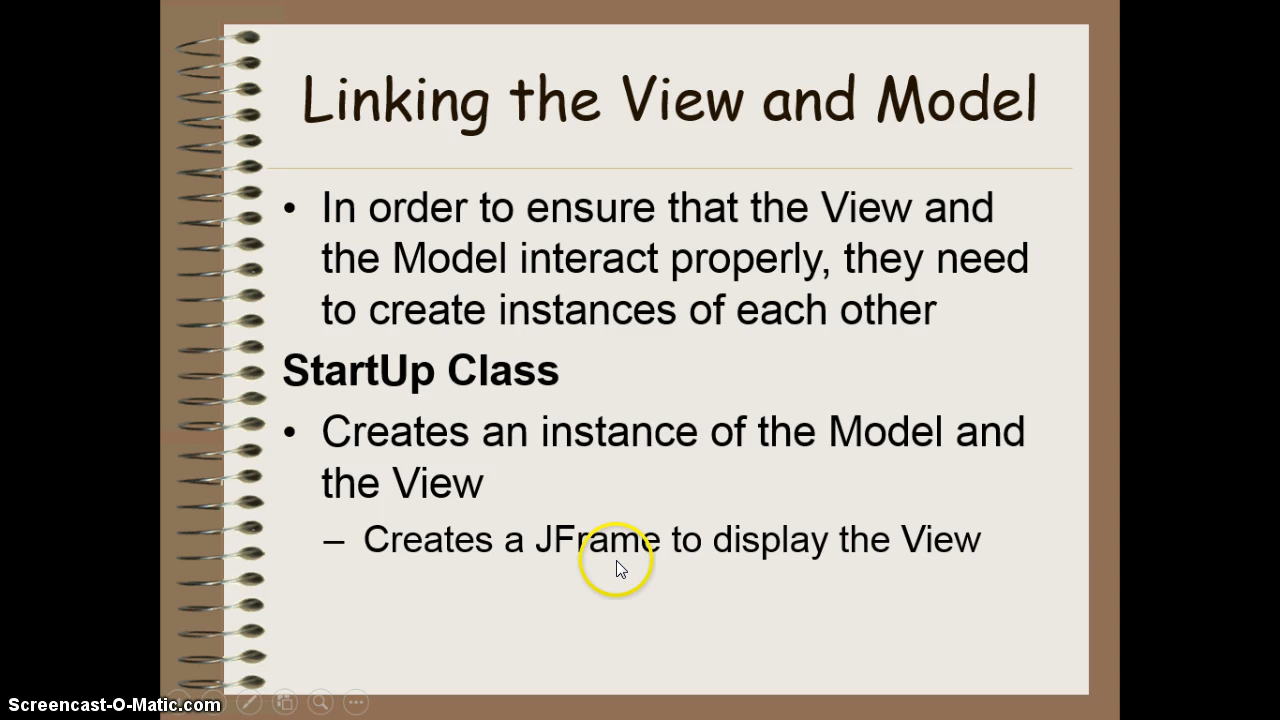 Linking the View and Model
• In order to ensure that the View and
the Model interact properly, they need
to create instances of each other
StartUp Class
• Creates an instance of the Model and
the View
– Creates a JFrame to display the View
Screencast-O-Matic.com